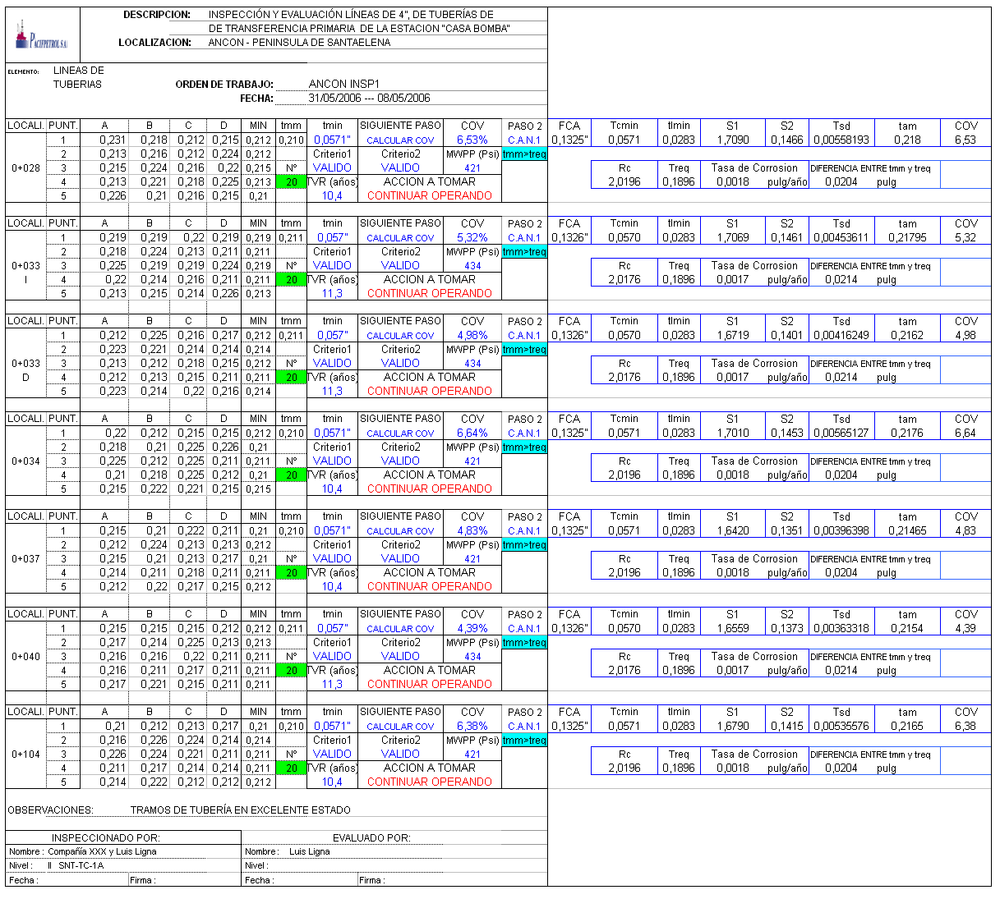 DESCRIPCION: INSPECCIÓN Y EVALUACIÓN LÍNEAS DE 4", DE TUBERÍAS DE
DE TRANSFERENCIA PRIMARIA DE LA ESTACION "CASA BOMBA"
PACIFPETROL S.A.
LOCALIZACION: ANCON - PENINSULA DE SANTAELENA
ELEMENTO: LINEAS DE
TUBERIAS ORDEN DE TRABAJO: ANCON INSP1
FECHA: 31/05/2006 --- 08/05/2006
LOCALI. PUNT. A B C D MIN tmm tmin SIGUIENTE PASO COV PASO 2 FCA Tcmin tlmin S1 S2 Tsd tam COV
1 0,231 0,218 0,212 0,215 0,212 0,210 0,0571" CALCULAR COV 6,53% C.A.N.1 0,1325" 0,0571 0,0283 1,7090 0,1466 0,00558193 0,218 6,53
2 0,213 0,216 0,212 0,224 0,212 Criterio1 Criterio2 MWPP (Psi) tmm>treq
0+028 3 0,215 0,224 0,216 0,22 0,215 Nº VALIDO VALIDO 421 Rc Treq Tasa de Corrosion DIFERENCIA ENTRE tmm y treq
4 0,213 0,221 0,218 0,225 0,213 20 TVR (años) ACCION A TOMAR 2,0196 0,1896 0,0018 pulg/año 0,0204 pulg
5 0,226 0,21 0,216 0,215 0,21 10,4 CONTINUAR OPERANDO
LOCALI. PUNT. A B C D MIN tmm tmin SIGUIENTE PASO COV PASO 2 FCA Tcmin tlmin S1 S2 Tsd tam COV
1 0,219 0,219 0,22 0,219 0,219 0,211 0,057" CALCULAR COV 5,32% C.A.N.1 0,1326" 0,0570 0,0283 1,7069 0,1461 0,00453611 0,21795 5,32
2 0,218 0,224 0,213 0,211 0,211 Criterio1 Criterio2 MWPP (Psi) tmm>treq
0+033 3 0,225 0,219 0,219 0,224 0,219 Nº VALIDO VALIDO 434 Rc Treq Tasa de Corrosion DIFERENCIA ENTRE tmm y treq
I 4 0,22 0,214 0,216 0,211 0,211 20 TVR (años) ACCION A TOMAR 2,0176 0,1896 0,0017 pulg/año 0,0214 pulg
5 0,213 0,215 0,214 0,226 0,213 11,3 CONTINUAR OPERANDO
LOCALI. PUNT. A B C D MIN tmm tmin SIGUIENTE PASO COV PASO 2 FCA Tcmin tlmin S1 S2 Tsd tam COV
1 0,212 0,225 0,216 0,217 0,212 0,211 0,057" CALCULAR COV 4,98% C.A.N.1 0,1326" 0,0570 0,0283 1,6719 0,1401 0,00416249 0,2162 4,98
2 0,223 0,221 0,214 0,214 0,214 Criterio1 Criterio2 MWPP (Psi) tmm>treq
0+033 3 0,213 0,212 0,218 0,215 0,212 Nº VALIDO VALIDO 434 Rc Treq Tasa de Corrosion DIFERENCIA ENTRE tmm y treq
D 4 0,212 0,213 0,215 0,211 0,211 20 TVR (años) ACCION A TOMAR 2,0176 0,1896 0,0017 pulg/año 0,0214 pulg
5 0,223 0,214 0,22 0,216 0,214 11,3 CONTINUAR OPERANDO
LOCALI. PUNT. A B C D MIN tmm tmin SIGUIENTE PASO COV PASO 2 FCA Tcmin tlmin S1 S2 Tsd tam COV
1 0,22 0,212 0,215 0,215 0,212 0,210 0,0571" CALCULAR COV 6,64% C.A.N.1 0,1325" 0,0571 0,0283 1,7010 0,1453 0,00565127 0,2176 6,64
2 0,218 0,21 0,225 0,226 0,21 Criterio1 Criterio2 MWPP (Psi) tmm>treq
0+034 3 0,225 0,212 0,225 0,211 0,211 Nº VALIDO VALIDO 421 Rc Treq Tasa de Corrosion DIFERENCIA ENTRE tmm y treq
4 0,21 0,218 0,225 0,212 0,21 20 TVR (años) ACCION A TOMAR 2,0196 0,1896 0,0018 pulg/año 0,0204 pulg
5 0,215 0,222 0,221 0,215 0,215 10,4 CONTINUAR OPERANDO
LOCALI. PUNT. A B C D MIN tmm tmin SIGUIENTE PASO COV PASO 2 FCA Tcmin tlmin S1 S2 Tsd tam COV
1 0,215 0,21 0,222 0,211 0,21 0,210 0,0571" CALCULAR COV 4,83% C.A.N.1 0,1325" 0,0571 0,0283 1,6420 0,1351 0,00396398 0,21465 4,83
2 0,212 0,224 0,213 0,213 0,212 Criterio1 Criterio2 MWPP (Psi) tmm>treq
0+037 3 0,215 0,21 0,213 0,217 0,21 Nº VALIDO VALIDO 421 Rc Treq Tasa de Corrosion DIFERENCIA ENTRE tmm y treq
4 0,214 0,211 0,218 0,211 0,211 20 TVR (años) ACCION A TOMAR 2,0196 0,1896 0,0018 pulg/año 0,0204 pulg
5 0,212 0,22 0,217 0,215 0,212 10,4 CONTINUAR OPERANDO
LOCALI. PUNT. A B C D MIN tmm tmin SIGUIENTE PASO COV PASO 2 FCA Tcmin tlmin S1 S2 Tsd tam COV
1 0,215 0,215 0,215 0,212 0,212 0,211 0,057" CALCULAR COV 4,39% C.A.N.1 0,1326" 0,0570 0,0283 1,6559 0,1373 0,00363318 0,2154 4,39
2 0,217 0,214 0,225 0,213 0,213 Criterio1 Criterio2 MWPP (Psi) tmm>treq
0+040 3 0,216 0,216 0,22 0,211 0,211 Nº VALIDO VALIDO 434 Rc Treq Tasa de Corrosion DIFERENCIA ENTRE tmm y treq
4 0,216 0,211 0,217 0,211 0,211 20 TVR (años) ACCION A TOMAR 2,0176 0,1896 0,0017 pulg/año 0,0214 pulg
5 0,217 0,221 0,215 0,211 0,211 11,3 CONTINUAR OPERANDO
LOCALI. PUNT. A B C D MIN tmm tmin SIGUIENTE PASO COV PASO 2 FCA Tcmin tlmin S1 S2 Tsd tam COV
1 0,21 0,212 0,213 0,217 0,21 0,210 0,0571" CALCULAR COV 6,38% C.A.N.1 0,1325" 0,0571 0,0283 1,6790 0,1415 0,00535576 0,2165 6,38
2 0,216 0,226 0,224 0,214 0,214 Criterio1 Criterio2 MWPP (Psi) tmm>treq
0+104 3 0,226 0,224 0,221 0,211 0,211 Nº VALIDO VALIDO 421 Rc Treq Tasa de Corrosion DIFERENCIA ENTRE tmm y treq
4 0,211 0,217 0,214 0,214 0,211 20 TVR (años) ACCION A TOMAR 2,0196 0,1896 0,0018 pulg/año 0,0204 pulg
5 0,214 0,222 0,212 0,212 0,212 10,4 CONTINUAR OPERANDO
OBSERVACIONES: TRAMOS DE TUBERÍA EN EXCELENTE ESTADO
INSPECCIONADO POR: EVALUADO POR:
Nombre : Compañía XXX y Luis Ligna Nombre : Luis Ligna
Nivel : II SNT-TC-1A Nivel :
Fecha : Firma : Fecha : Firma :